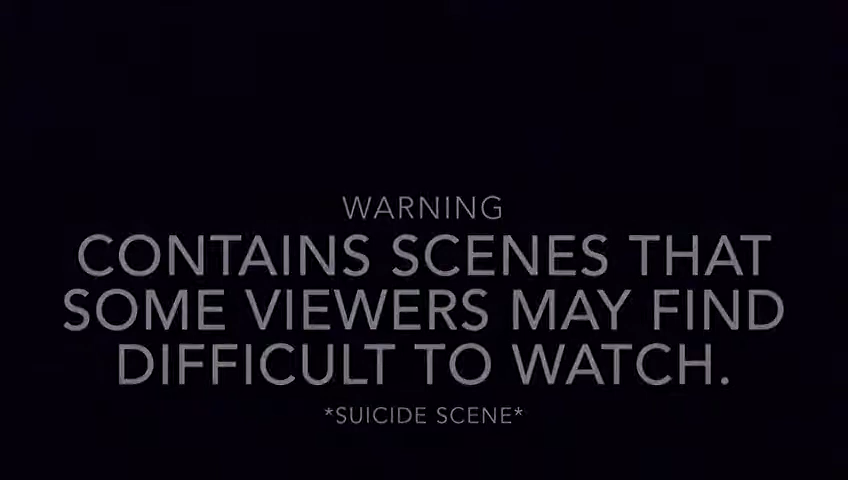 WARNING
CONTAINS SCENES THAT
SOME VIEWERS MAY FIND
DIFFICULT TO WATCH.
*SUICIDE SCENE*